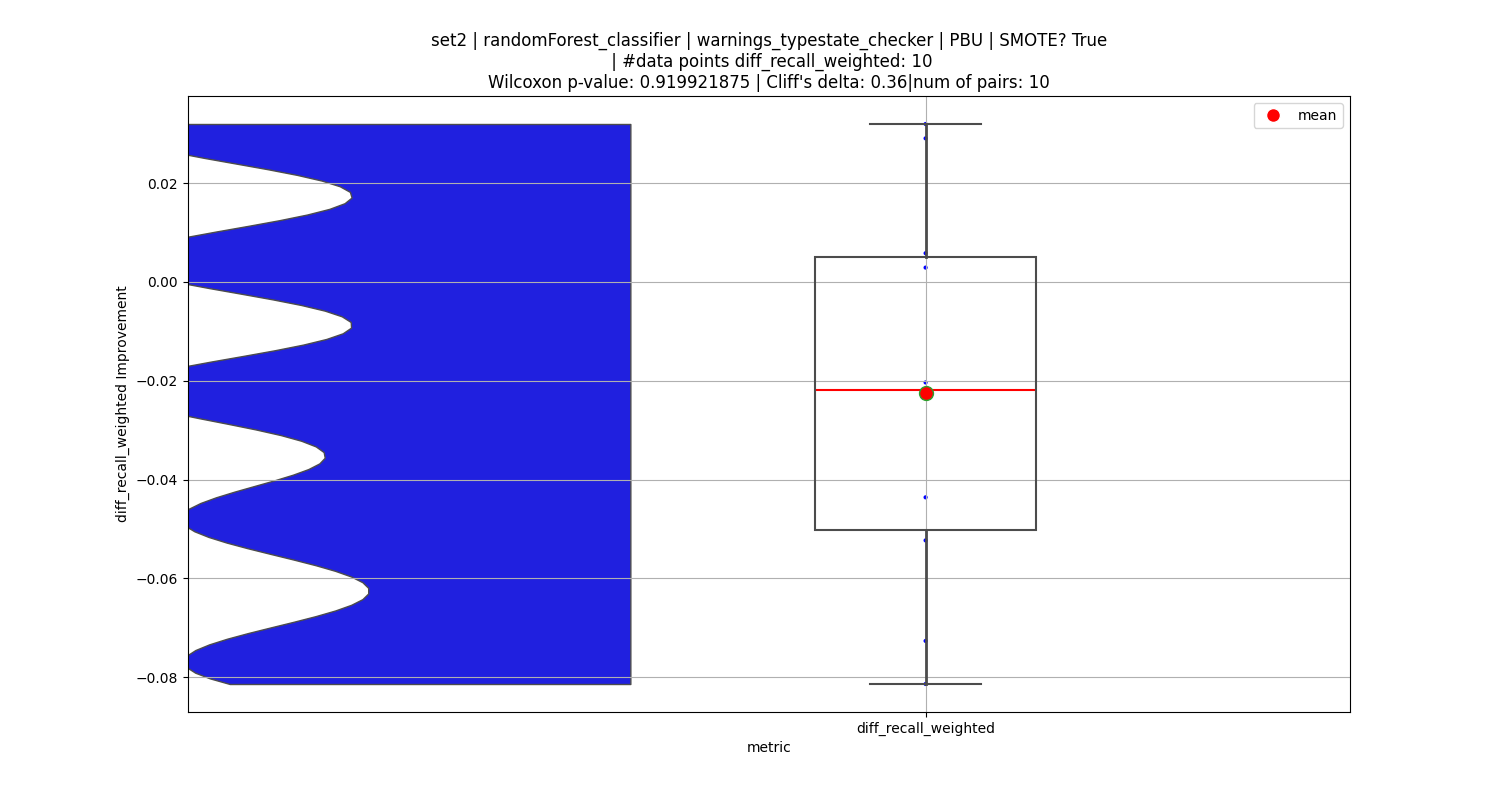 set2 | randomForest_classifier | warnings_typestate_checker | PBU | SMOTE? True
| #data points diff_recall_weighted: 10
Wilcoxon p-value: 0.919921875 | Cliff's delta: 0.36|num of pairs: 10
mean
0.02
0.00
−0.02
−0.04
−0.06
−0.08
diff_recall_weighted Improvement
diff_recall_weighted
metric